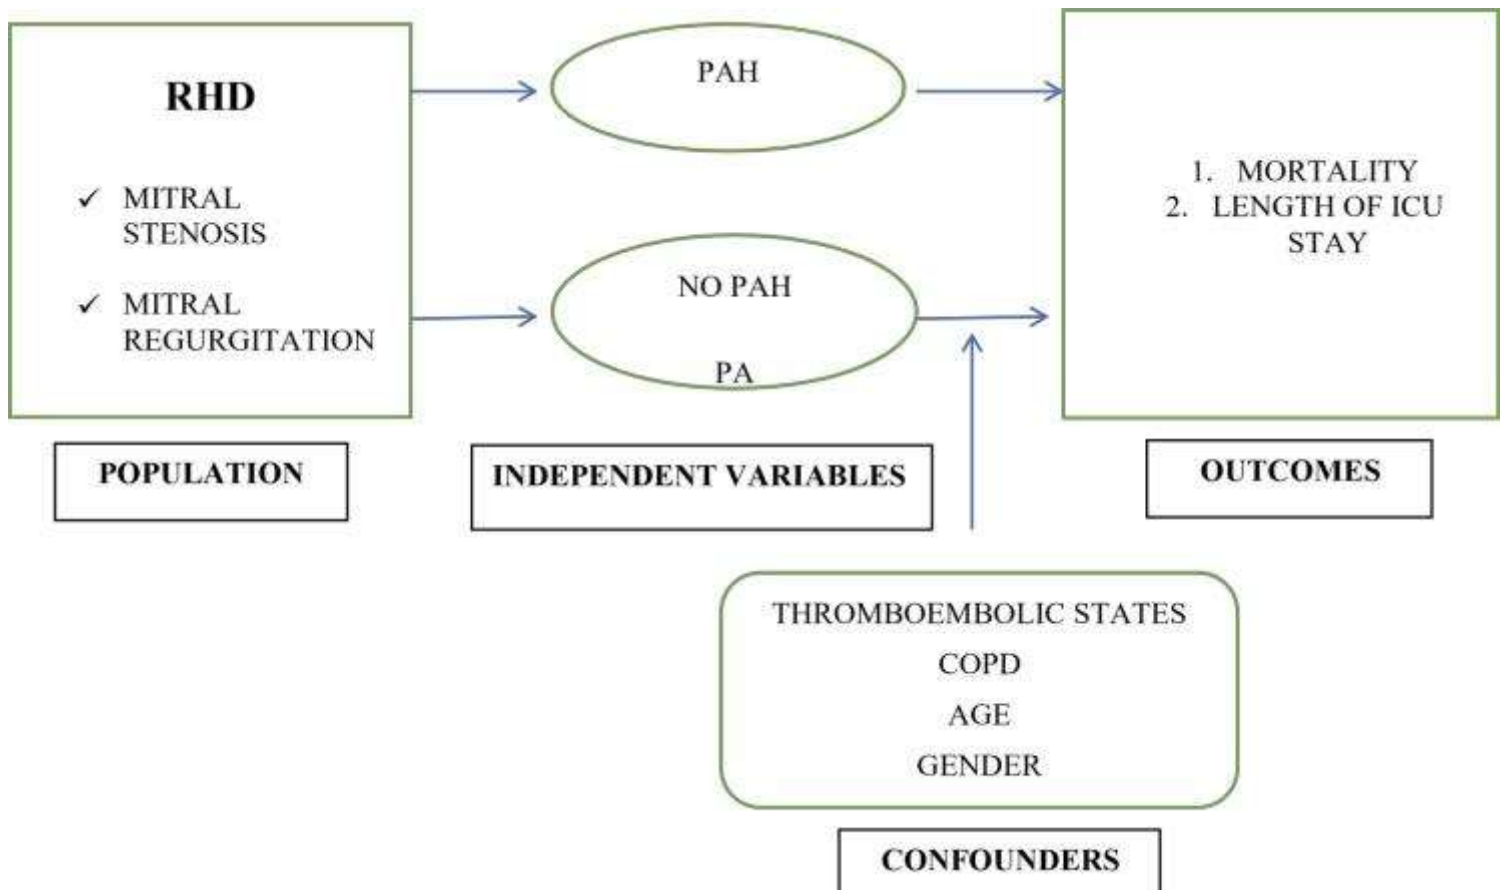 RHD
✓ MITRAL
STENOSIS
✓ MITRAL
REGURGITATION
POPULATION
PAH
NO PAH
PA
INDEPENDENT VARIABLES
1. MORTALITY
2. LENGTH OF ICU
STAY
OUTCOMES
THROMBOEMBOLIC STATES
COPD
AGE
GENDER
CONFOUNDERS